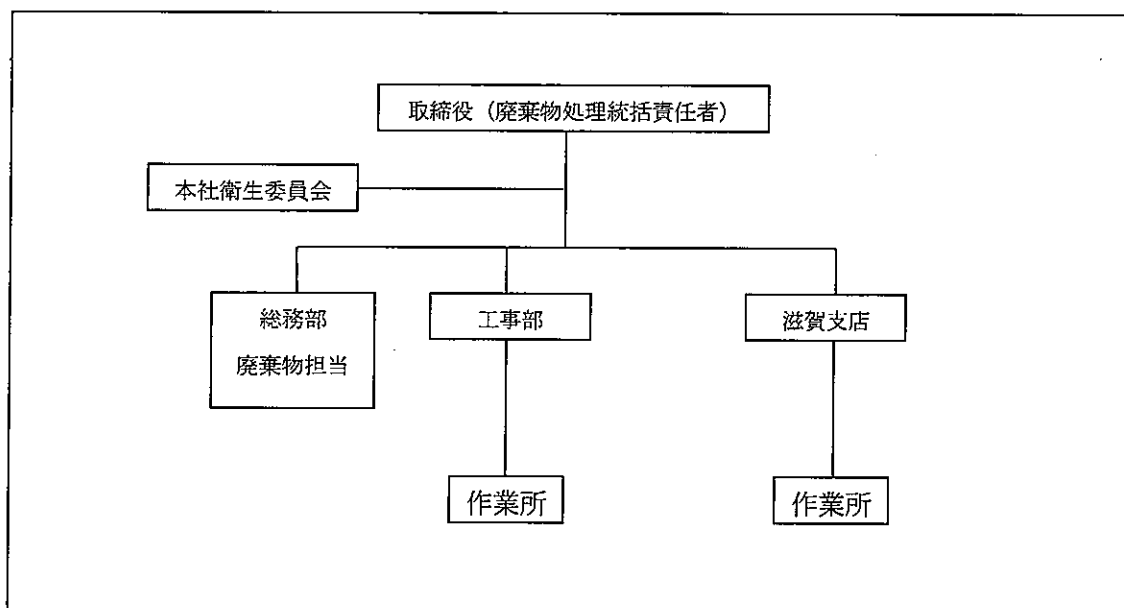 取締役（廃棄物処理統括責任者）
本社衛生委員会
総務部
廃棄物担当
工事部
滋賀支店
作業所
作業所